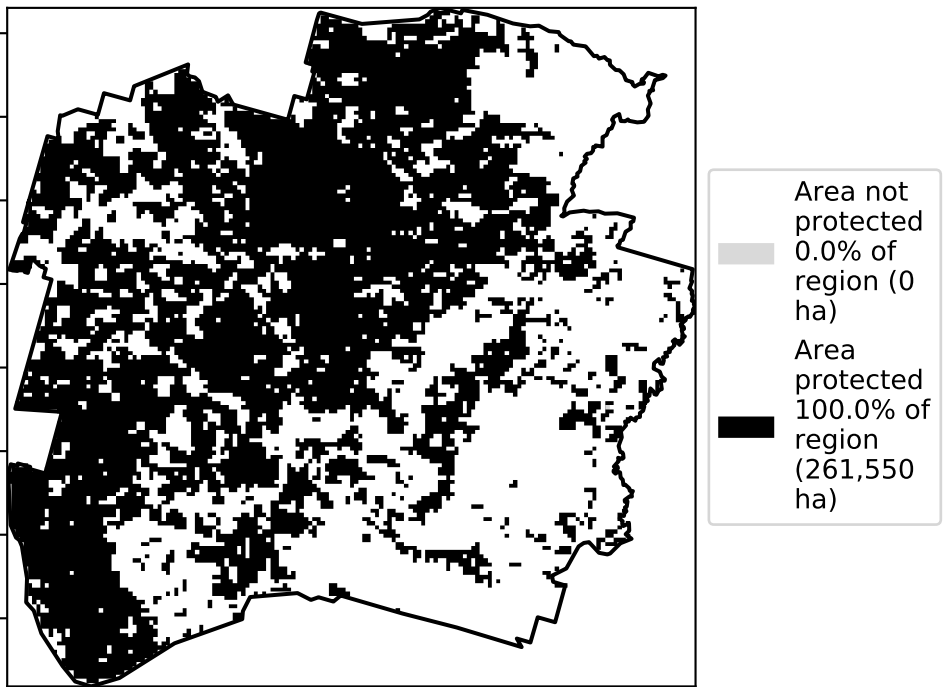 Area not
protected
0.0% of
region (0
ha)
Area
protected
100.0% of
region
(261,550
ha)